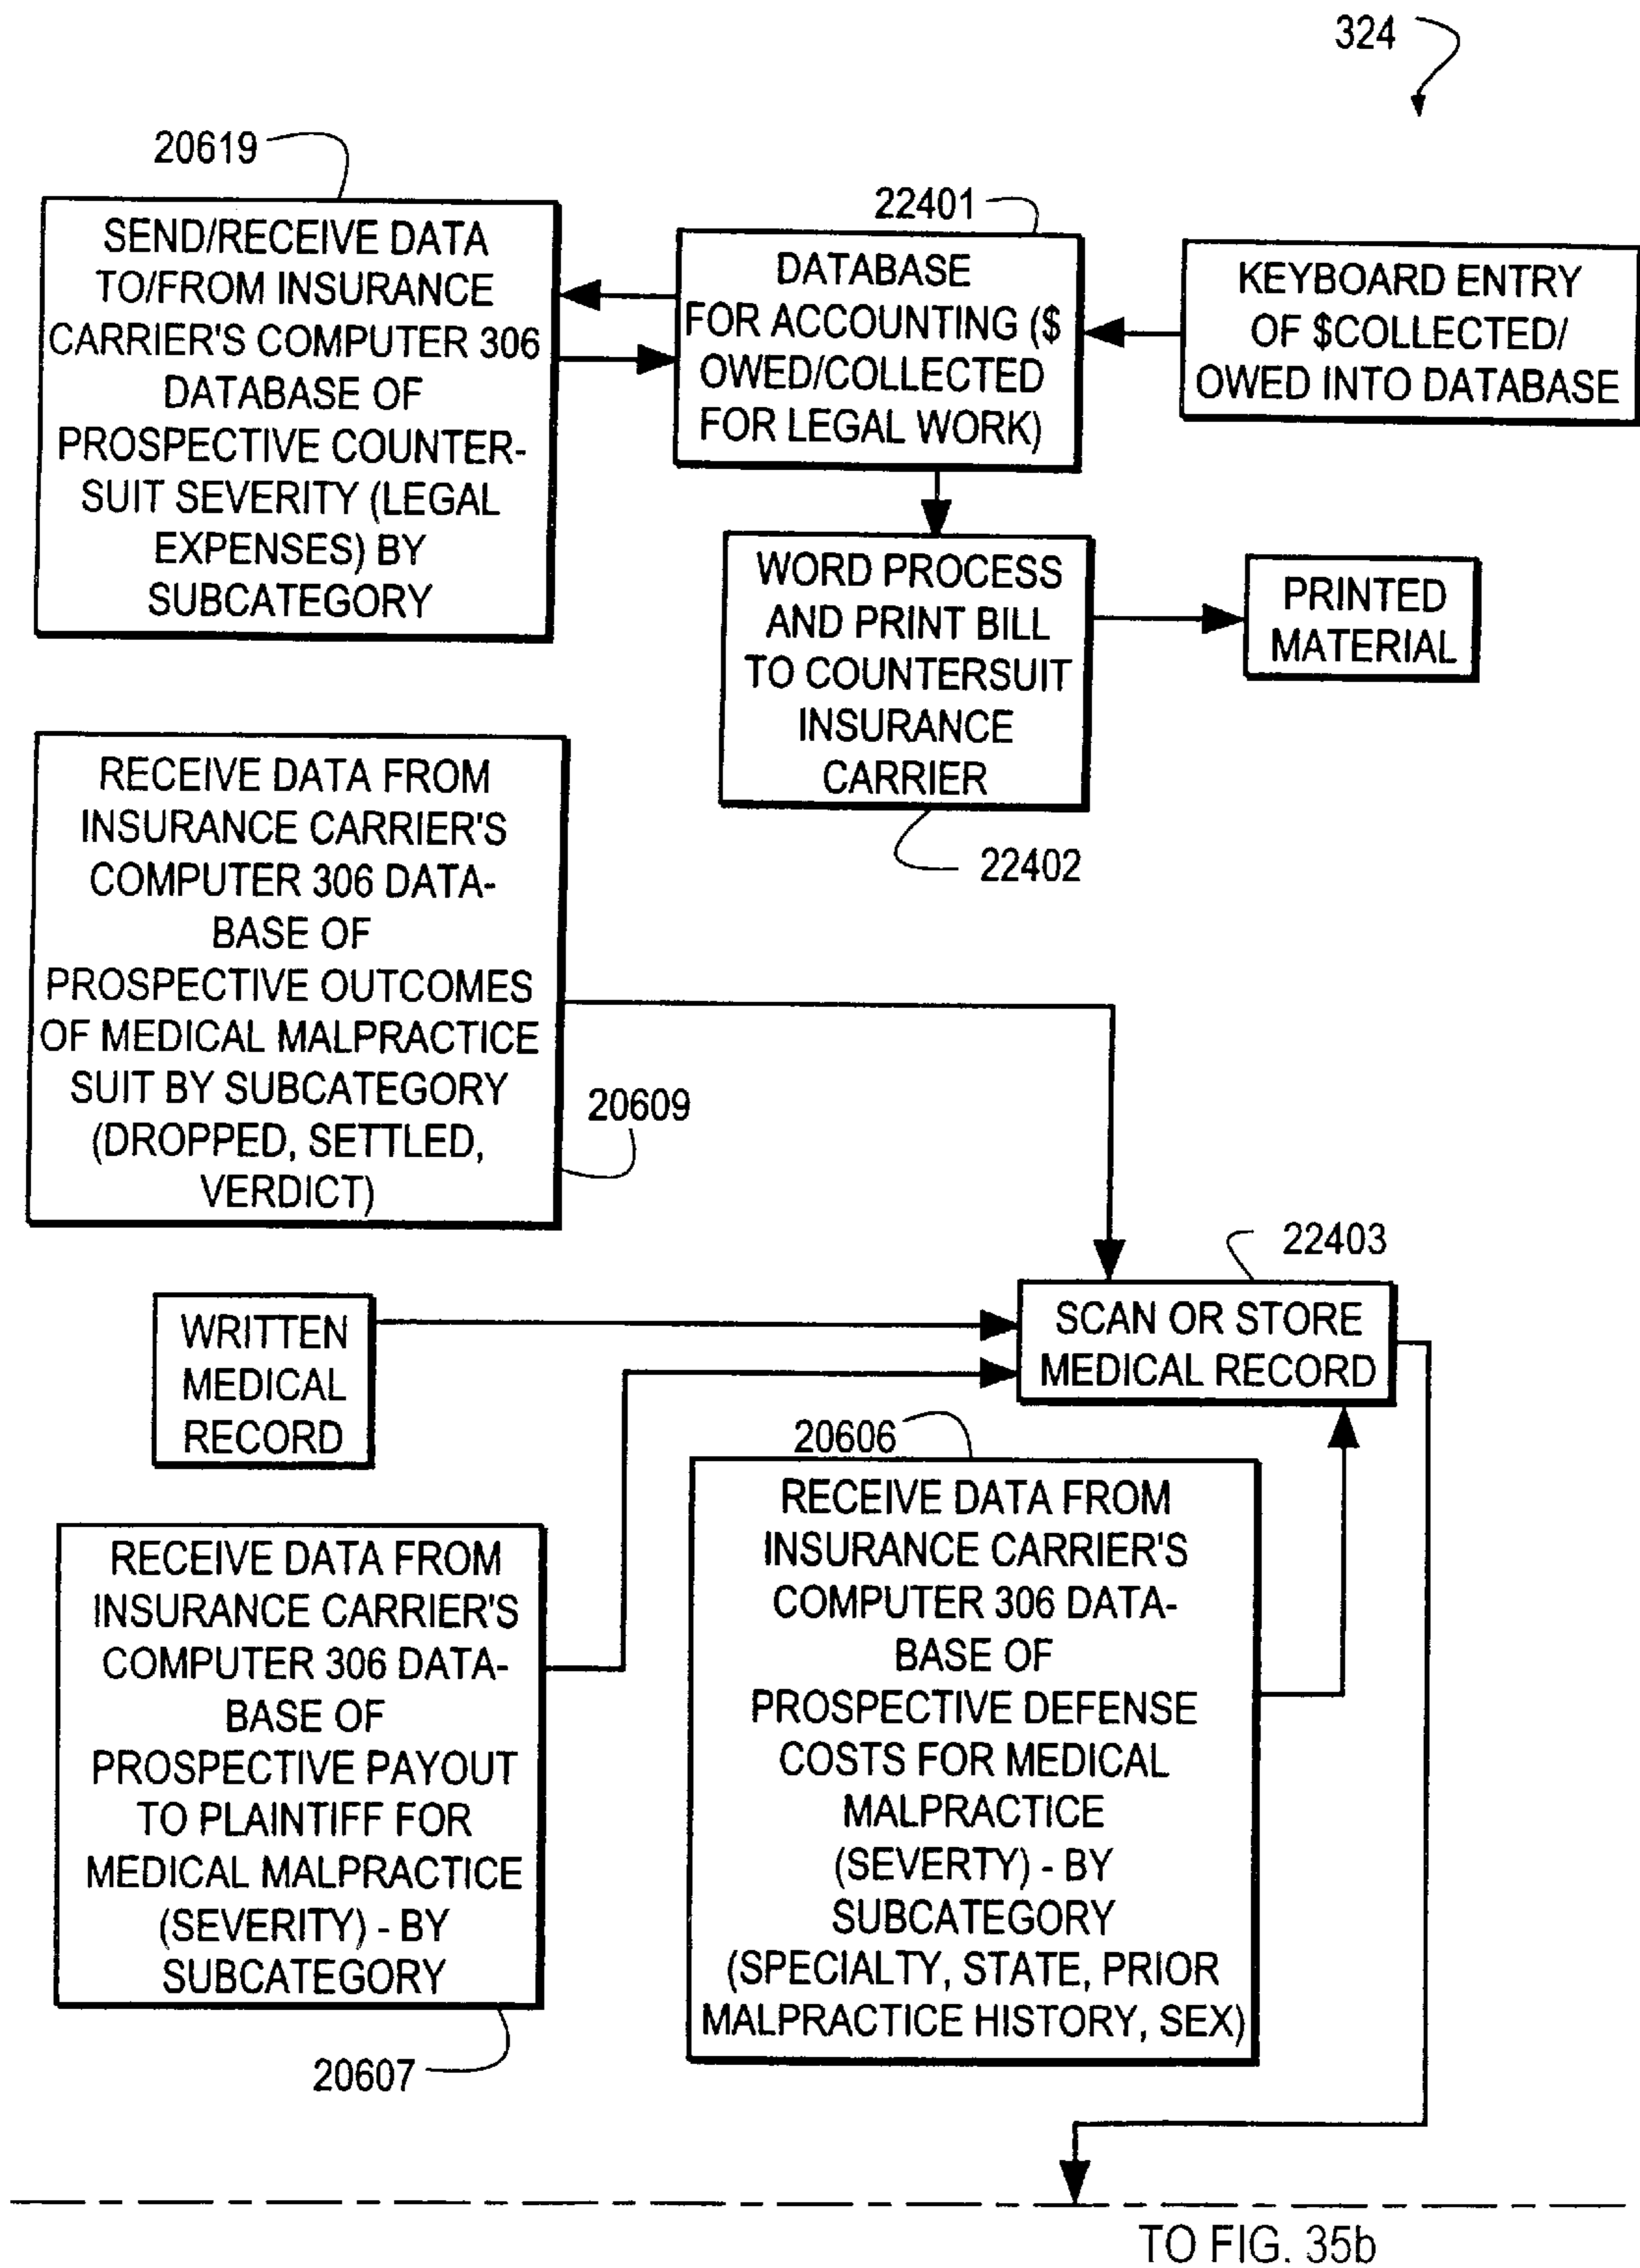 324
20619
SEND/RECEIVE DATA
TO/FROM INSURANCE
CARRIER'S COMPUTER 306
DATABASE OF
PROSPECTIVE COUNTER-
SUIT SEVERITY (LEGAL
EXPENSES) BY
SUBCATEGORY
22401
DATABASE
FOR ACCOUNTING ($
OWED/COLLECTED
FOR LEGAL WORK)
KEYBOARD ENTRY
OF $COLLECTED/
OWED INTO DATABASE
WORD PROCESS
AND PRINT BILL
TO COUNTERSUIT
INSURANCE
CARRIER
22402
PRINTED
MATERIAL
RECEIVE DATA FROM
INSURANCE CARRIER'S
COMPUTER 306 DATA-
BASE OF
PROSPECTIVE OUTCOMES
OF MEDICAL MALPRACTICE
SUIT BY SUBCATEGORY
(DROPPED, SETTLED,
VERDICT)
20609
22403
SCAN OR STORE
MEDICAL RECORD
WRITTEN
MEDICAL
RECORD
RECEIVE DATA FROM
INSURANCE CARRIER'S
COMPUTER 306 DATA-
BASE OF
PROSPECTIVE PAYOUT
TO PLAINTIFF FOR
MEDICAL MALPRACTICE
(SEVERITY) - BY
SUBCATEGORY
20607
20606
RECEIVE DATA FROM
INSURANCE CARRIER'S
COMPUTER 306 DATA-
BASE OF
PROSPECTIVE DEFENSE
COSTS FOR MEDICAL
MALPRACTICE
(SEVERTY) - BY
SUBCATEGORY
(SPECIALTY, STATE, PRIOR
MALPRACTICE HISTORY, SEX)
TO FIG. 35b